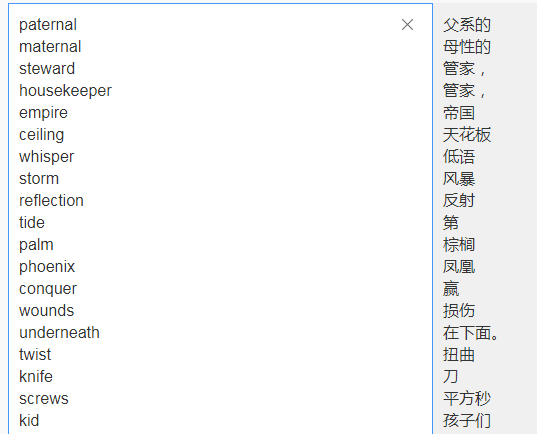 paternal
maternal
steward
housekeeper
empire
ceiling
whisper
storm
reflection
tide
palm
phoenix
conquer
wounds
underneath
twist
knife
screws
kid
父系的
母性的
管家，
管家，
帝国
天花板
低语
风暴
反射
第
棕榈
凤凰
赢
损伤
在下面。
扭曲
刀
平方秒
孩子们